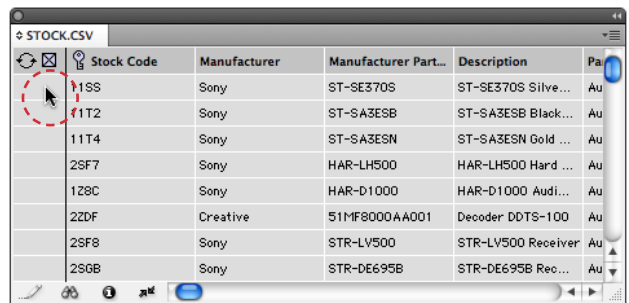 STOCK.CSV
Stock Code Manufacturer Manufacturer Part... Description Pa
11SS Sony ST-SE370S ST-SE370S Silve... Au
11T2 Sony ST-SA3ESB ST-SA3ESB Black... Au
11T4 Sony ST-SA3ESN ST-SA3ESN Gold ... Au
2SF7 Sony HAR-LH500 HAR-LH500 Hard ... Au
1Z8C Sony HAR-D1000 HAR-D1000 Audi... Au
2ZDF Creative 51MF8000AA001 Decoder DDTS-100 Au
2SF8 Sony STR-LV500 STR-LV500 Receiver Au
2SGB Sony STR-DE695B STR-DE695B Rec... Au